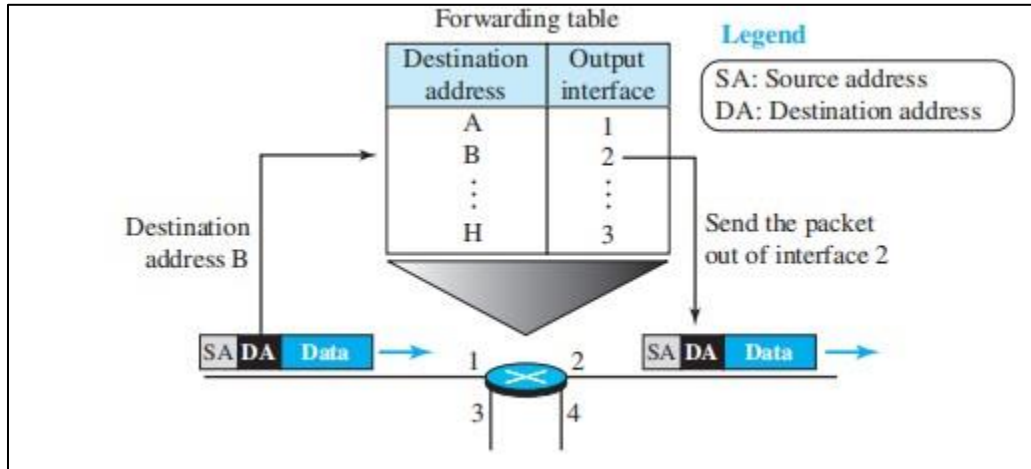 Forwarding table
Legend
SA: Source address
DA: Destination address
Destination
address
Output
interface
A 1
B 2
H 3
Destination
address B
Send the packet
out of interface 2
SA DA Data
SA DA Data
1 2
3 4